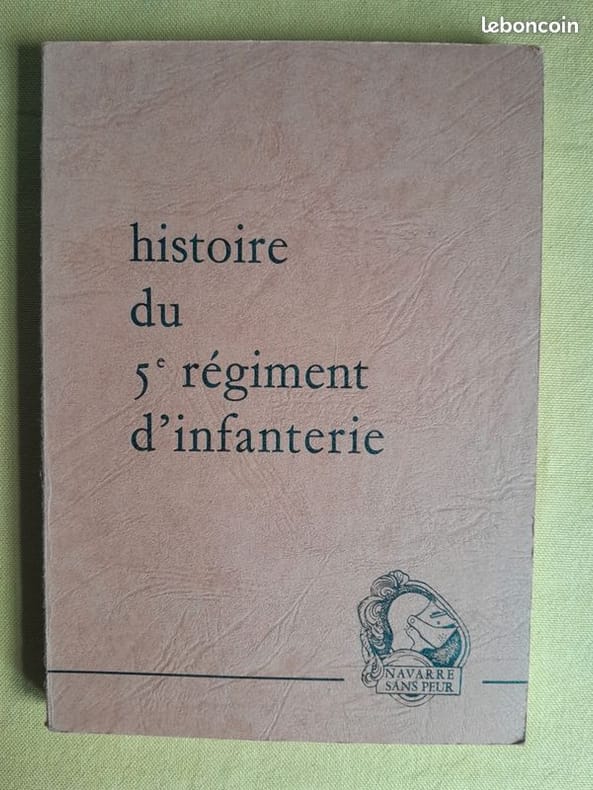 leboncoin
histoire
du
5e régiment
d'infanterie
NAVARRE
SANS PEUR